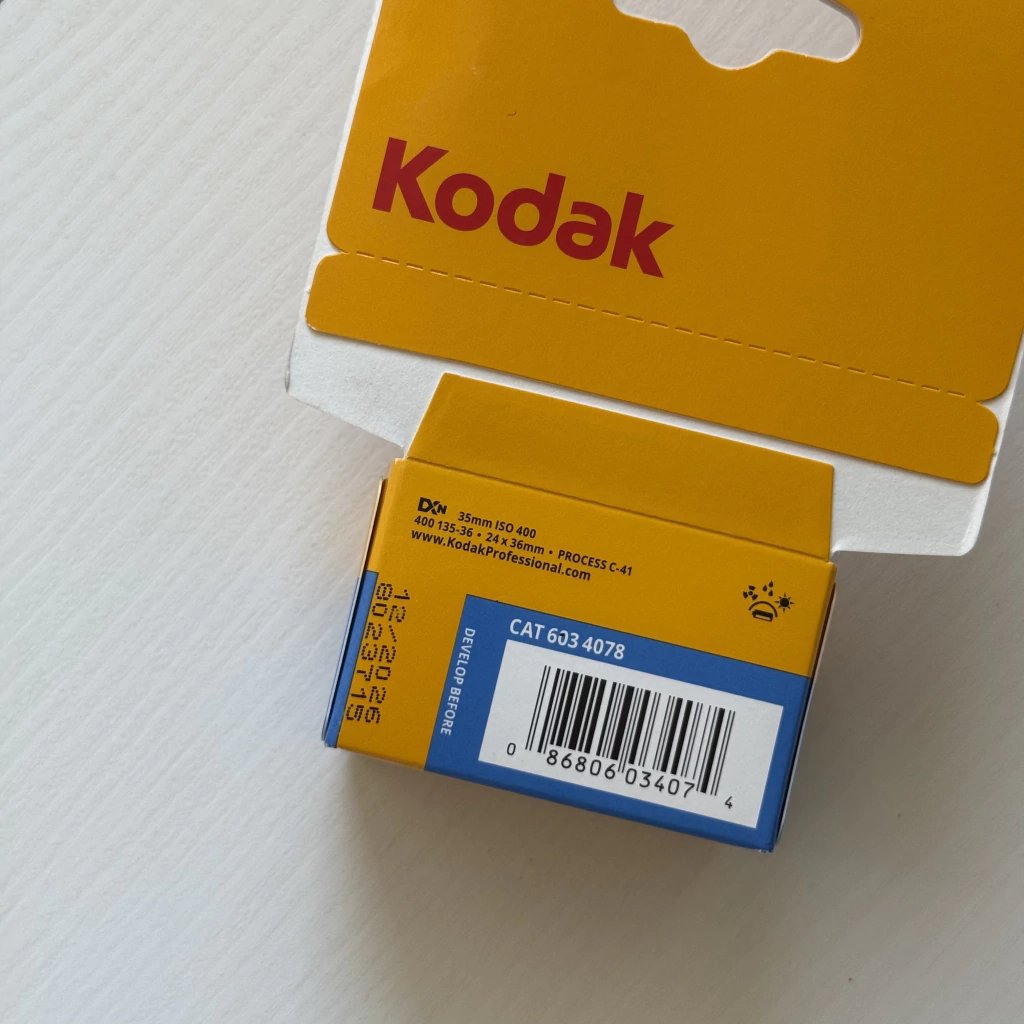 Kodak
DXN 35mm ISO 400
400 135-36 • 24 x 36mm • PROCESS C-41
www.KodakProfessional.com
12/2026
8023715
DEVELOP BEFORE
CAT 603 4078
0 86806 03407 4